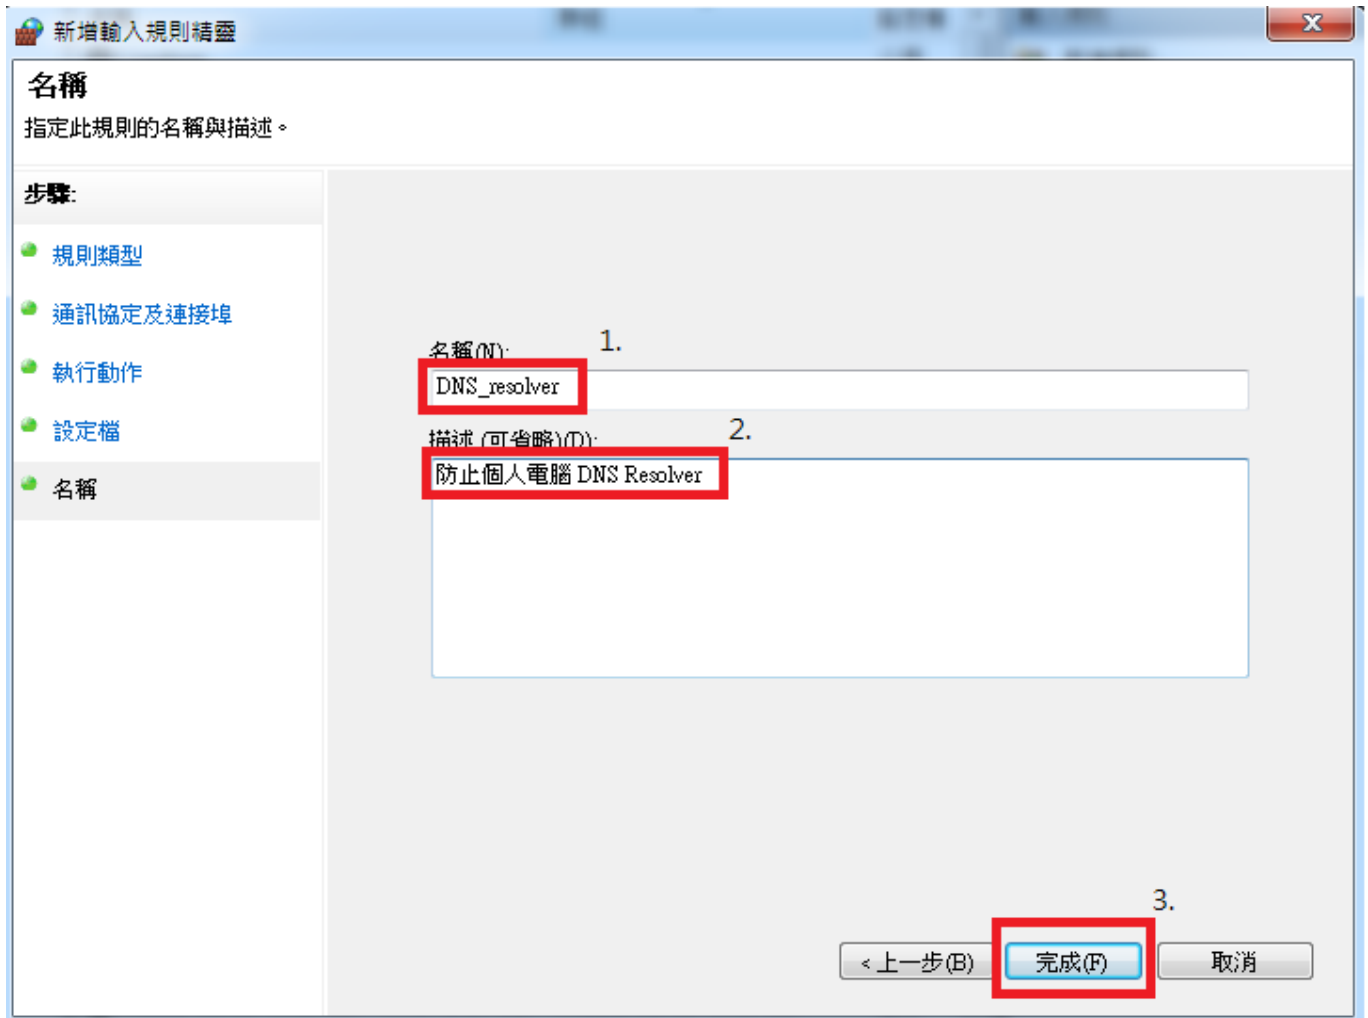 新增輸入規則精靈
名稱
指定此規則的名稱與描述。
步驟:
規則類型
通訊協定及連接埠
執行動作
設定檔
名稱
名稱(N):
1.
DNS_resolver
描述 (可省略)(D):
2.
防止個人電腦 DNS Resolver
3.
<上一步(B)
完成(F)
取消